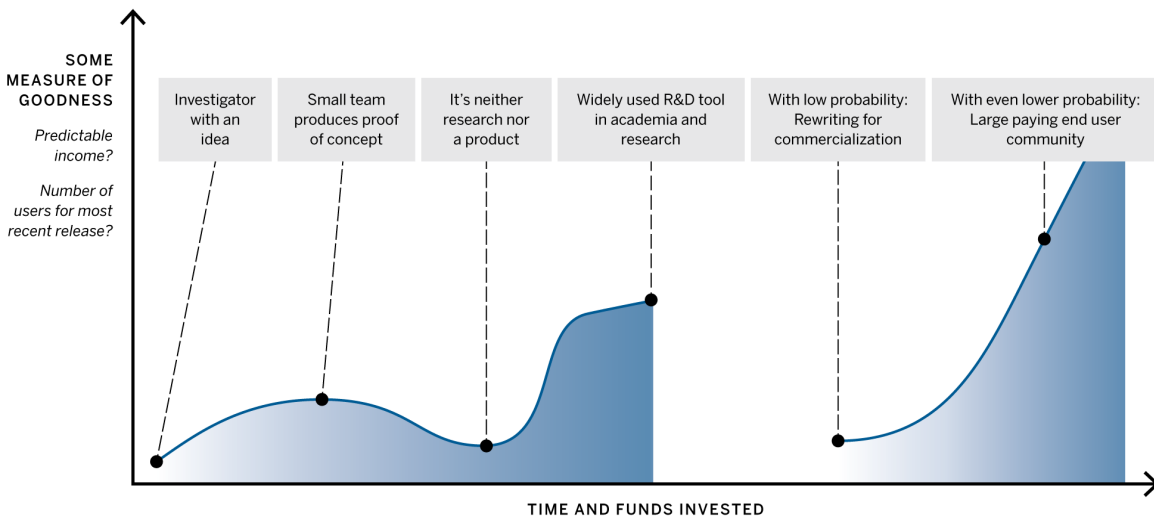 SOME
MEASURE OF
GOODNESS
Predictable
income?
Number of
users for most
recent release?
Investigator
with an
idea
Small team
produces proof
of concept
It's neither
research nor
a product
Widely used R&D tool
in academia and
research
With low probability:
Rewriting for
commercialization
With even lower probability:
Large paying end user
community
TIME AND FUNDS INVESTED